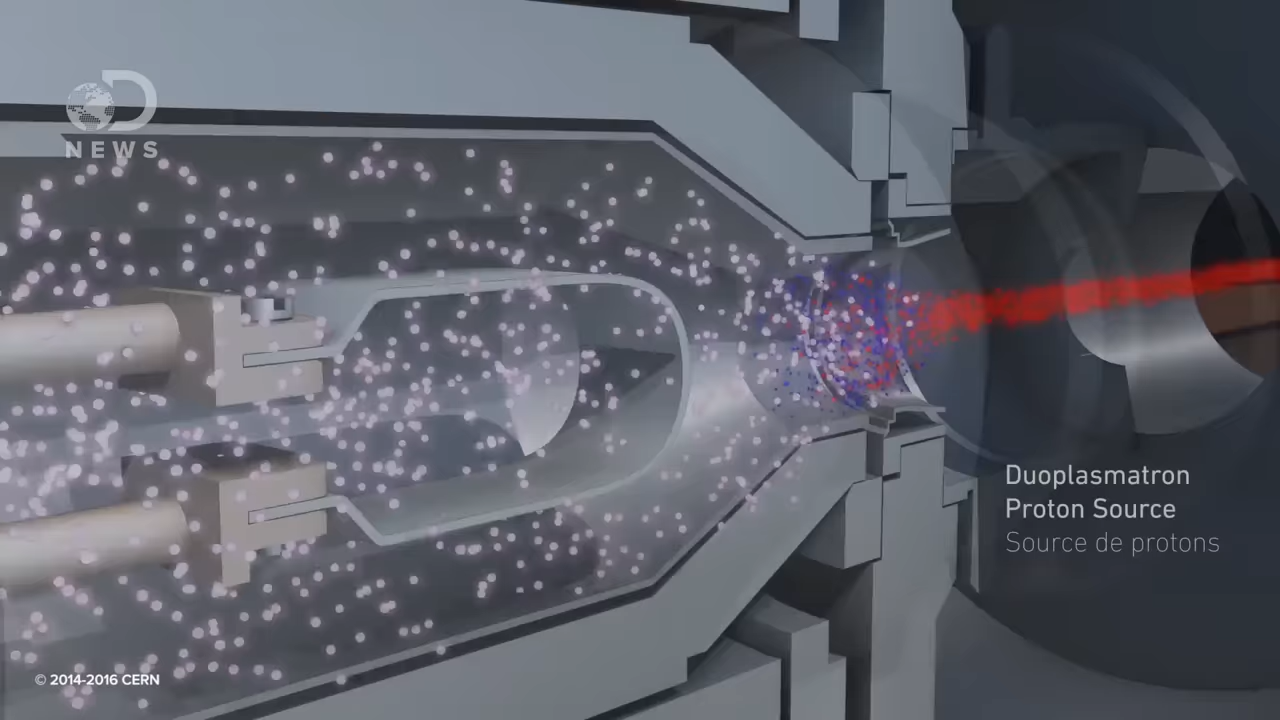 NEWS
Duoplasmatron
Proton Source
Source de protons
© 2014-2016 CERN